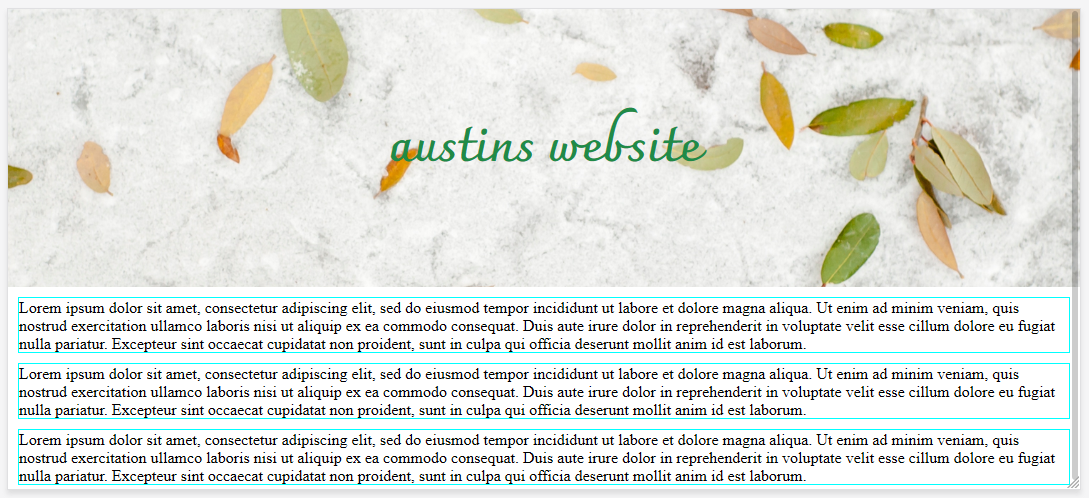 austins website
Lorem ipsum dolor sit amet, consectetur adipiscing elit, sed do eiusmod tempor incididunt ut labore et dolore magna aliqua. Ut enim ad minim veniam, quis
nostrud exercitation ullamco laboris nisi ut aliquip ex ea commodo consequat. Duis aute irure dolor in reprehenderit in voluptate velit esse cillum dolore eu fugiat
nulla pariatur. Excepteur sint occaecat cupidatat non proident, sunt in culpa qui officia deserunt mollit anim id est laborum.
Lorem ipsum dolor sit amet, consectetur adipiscing elit, sed do eiusmod tempor incididunt ut labore et dolore magna aliqua. Ut enim ad minim veniam, quis
nostrud exercitation ullamco laboris nisi ut aliquip ex ea commodo consequat. Duis aute irure dolor in reprehenderit in voluptate velit esse cillum dolore eu fugiat
nulla pariatur. Excepteur sint occaecat cupidatat non proident, sunt in culpa qui officia deserunt mollit anim id est laborum.
Lorem ipsum dolor sit amet, consectetur adipiscing elit, sed do eiusmod tempor incididunt ut labore et dolore magna aliqua. Ut enim ad minim veniam, quis
nostrud exercitation ullamco laboris nisi ut aliquip ex ea commodo consequat. Duis aute irure dolor in reprehenderit in voluptate velit esse cillum dolore eu fugiat
nulla pariatur. Excepteur sint occaecat cupidatat non proident, sunt in culpa qui officia deserunt mollit anim id est laborum.